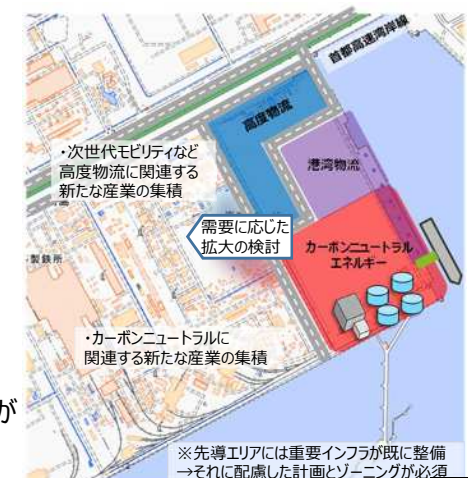 首都高速湾岸線
高度物流
・次世代モビリティなど
高度物流に関連する
新たな産業の集積
港湾物流
需要に応じた
拡大の検討
カーボンニュートラル
エネルギー
製鉄所
・カーボンニュートラルに
関連する新たな産業の集積
が
※先導エリアには重要インフラが既に整備
→それに配慮した計画とゾーニングが必須